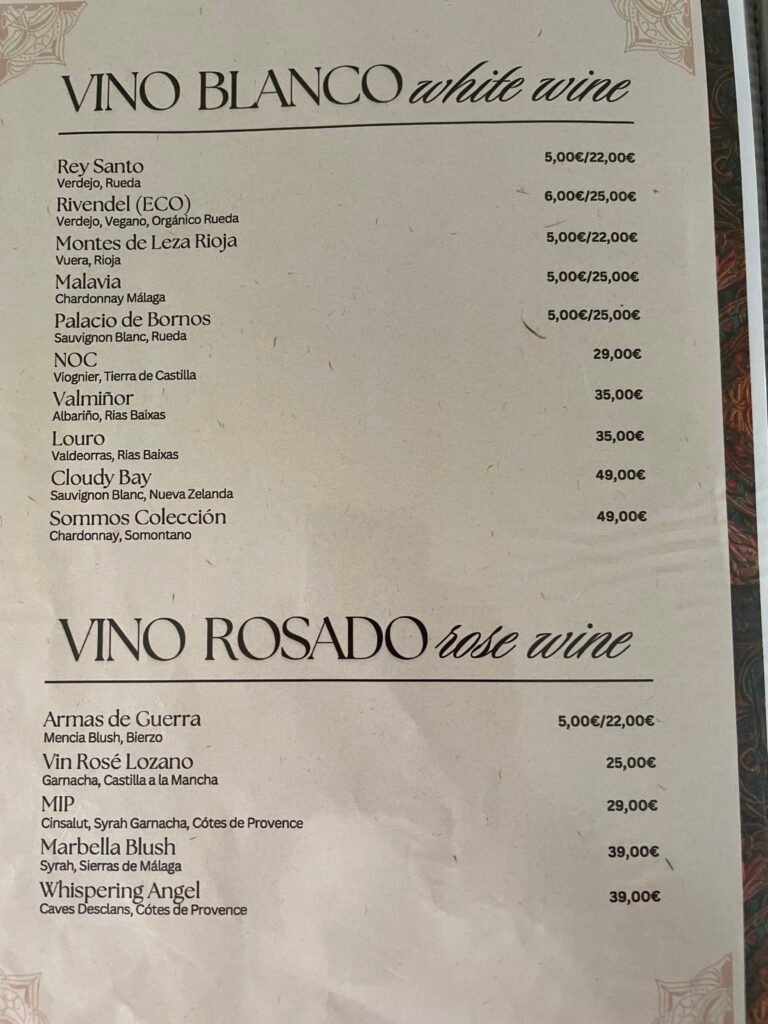 VINO BLANCO white wine
Rey Santo 5,00€/22,00€
Verdejo, Rueda
Rivendel (ECO) 6,00€/25,00€
Verdejo, Vegano, Orgánico Rueda
Montes de Leza Rioja 5,00€/22,00€
Vuera, Rioja
Malavia 5,00€/25,00€
Chardonnay Málaga
Palacio de Bornos 5,00€/25,00€
Sauvignon Blanc, Rueda
NOC 29,00€
Viognier, Tierra de Castilla
Valmiñor 35,00€
Albariño, Rias Baixas
Louro 35,00€
Valdeorras, Rias Baixas
Cloudy Bay 49,00€
Sauvignon Blanc, Nueva Zelanda
Sommos Colección 49,00€
Chardonnay, Somontano
VINO ROSADO rose wine
Armas de Guerra 5,00€/22,00€
Mencia Blush, Bierzo
Vin Rosé Lozano 25,00€
Garnacha, Castilla a la Mancha
MIP 29,00€
Cinsalut, Syrah Garnacha, Côtes de Provence
Marbella Blush 39,00€
Syrah, Sierras de Málaga
Whispering Angel 39,00€
Caves Desclans, Côtes de Provence